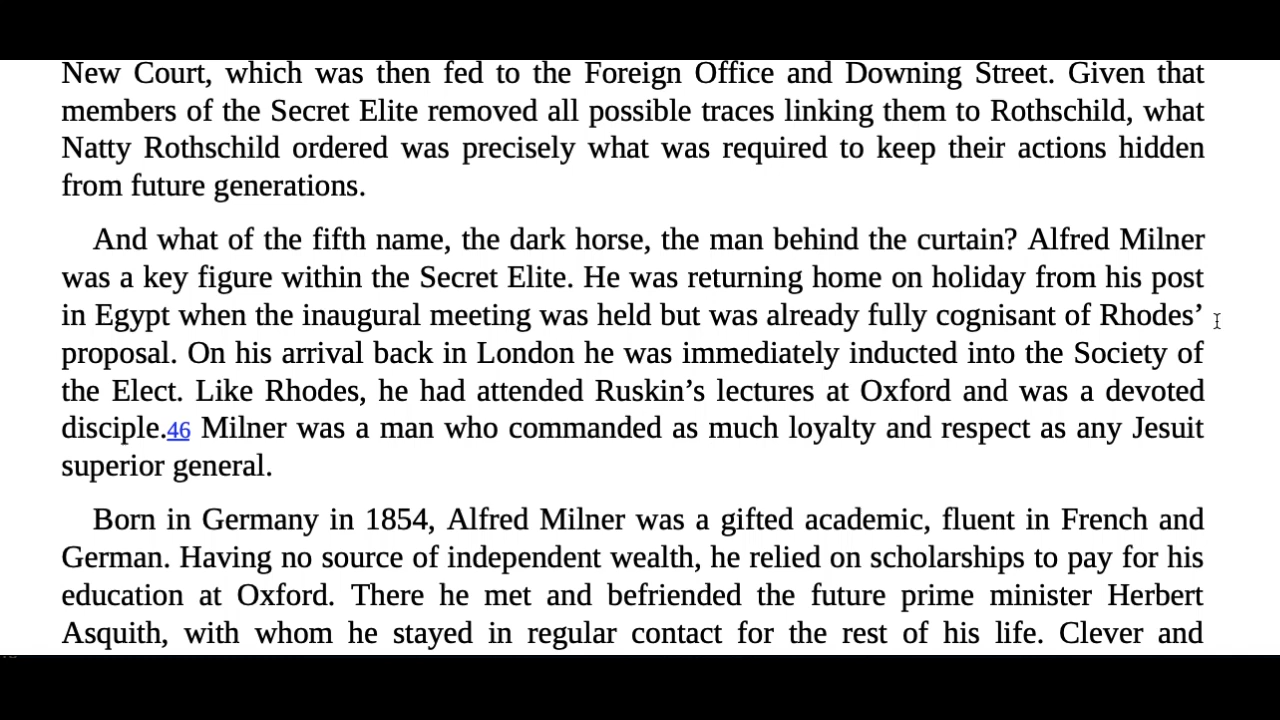 New Court, which was then fed to the Foreign Office and Downing Street. Given that
members of the Secret Elite removed all possible traces linking them to Rothschild, what
Natty Rothschild ordered was precisely what was required to keep their actions hidden
from future generations.
And what of the fifth name, the dark horse, the man behind the curtain? Alfred Milner
was a key figure within the Secret Elite. He was returning home on holiday from his post
in Egypt when the inaugural meeting was held but was already fully cognisant of Rhodes’
proposal. On his arrival back in London he was immediately inducted into the Society of
the Elect. Like Rhodes, he had attended Ruskin’s lectures at Oxford and was a devoted
disciple.46 Milner was a man who commanded as much loyalty and respect as any Jesuit
superior general.
Born in Germany in 1854, Alfred Milner was a gifted academic, fluent in French and
German. Having no source of independent wealth, he relied on scholarships to pay for his
education at Oxford. There he met and befriended the future prime minister Herbert
Asquith, with whom he stayed in regular contact for the rest of his life. Clever and